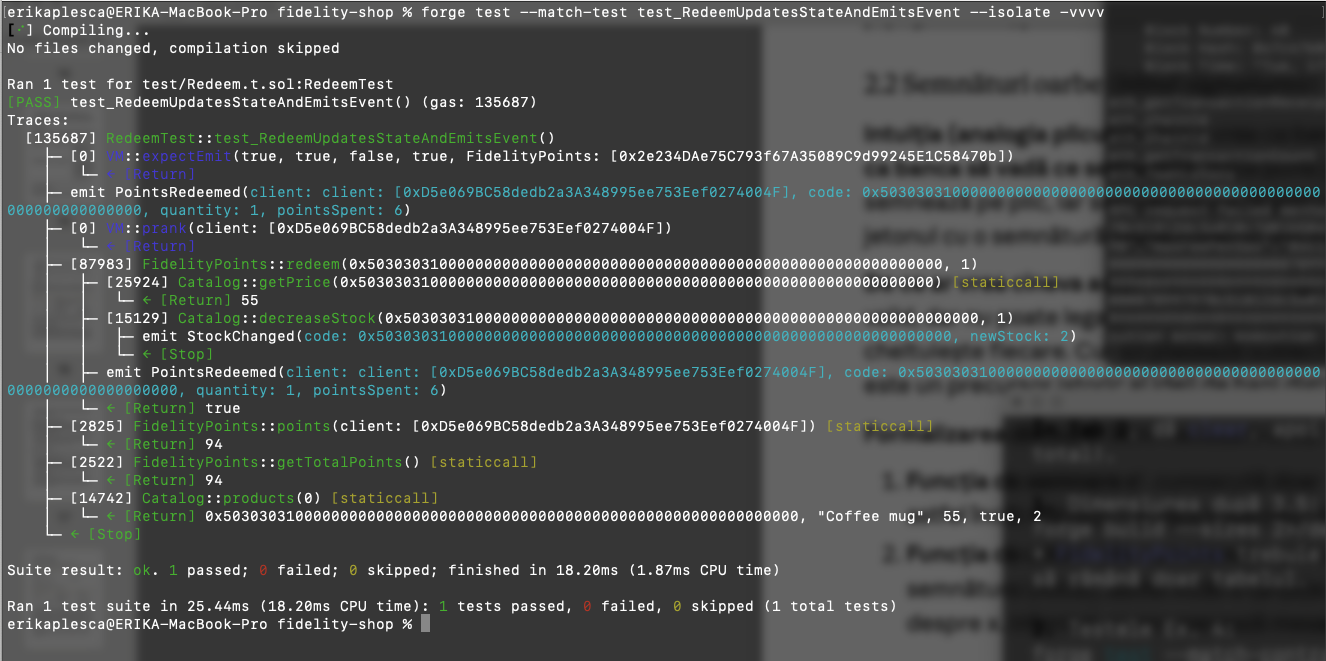 erikaplesca@ERIKA-MacBook-Pro fidelity-shop % forge test --match-test test_RedeemUpdatesStateAndEmitsEvent --isolate -vvvv
[⠊] Compiling...
No files changed, compilation skipped
Ran 1 test for test/Redeem.t.sol:RedeemTest
[PASS] test_RedeemUpdatesStateAndEmitsEvent() (gas: 135687)
Traces:
[135687] RedeemTest::test_RedeemUpdatesStateAndEmitsEvent()
├─ [0] VM::expectEmit(true, true, false, true, FidelityPoints: [0x2e234DAe75C793f67A35089C9d99245E1C58470b])
│ └─ ← [Return]
├─ emit PointsRedeemed(client: client: [0xD5e069BC58dedb2a3A348995ee753Eef0274004F], code: 0x50303031000000000000000000000000000000000000000000
00000000000000, quantity: 1, pointsSpent: 6)
├─ [0] VM::prank(client: [0xD5e069BC58dedb2a3A348995ee753Eef0274004F])
│ └─ ← [Return]
├─ [87983] FidelityPoints::redeem(0x5030303100000000000000000000000000000000000000000000000000000000, 1)
│ ├─ [25924] Catalog::getPrice(0x5030303100000000000000000000000000000000000000000000000000000000) [staticcall]
│ │ └─ ← [Return] 55
│ ├─ [15129] Catalog::decreaseStock(0x5030303100000000000000000000000000000000000000000000000000000000, 1)
│ │ ├─ emit StockChanged(code: 0x5030303100000000000000000000000000000000000000000000000000000000, newStock: 2)
│ │ └─ ← [Stop]
│ ├─ emit PointsRedeemed(client: client: [0xD5e069BC58dedb2a3A348995ee753Eef0274004F], code: 0x5030303100000000000000000000000000000000000000
000000000000000000, quantity: 1, pointsSpent: 6)
│ └─ ← [Return] true
├─ [2825] FidelityPoints::points(client: [0xD5e069BC58dedb2a3A348995ee753Eef0274004F]) [staticcall]
│ └─ ← [Return] 94
├─ [2522] FidelityPoints::getTotalPoints() [staticcall]
│ └─ ← [Return] 94
├─ [14742] Catalog::products(0) [staticcall]
│ └─ ← [Return] 0x5030303100000000000000000000000000000000000000000000000000000000, "Coffee mug", 55, true, 2
└─ ← [Stop]
Suite result: ok. 1 passed; 0 failed; 0 skipped; finished in 18.20ms (1.87ms CPU time)
Ran 1 test suite in 25.44ms (18.20ms CPU time): 1 tests passed, 0 failed, 0 skipped (1 total tests)
erikaplesca@ERIKA-MacBook-Pro fidelity-shop %